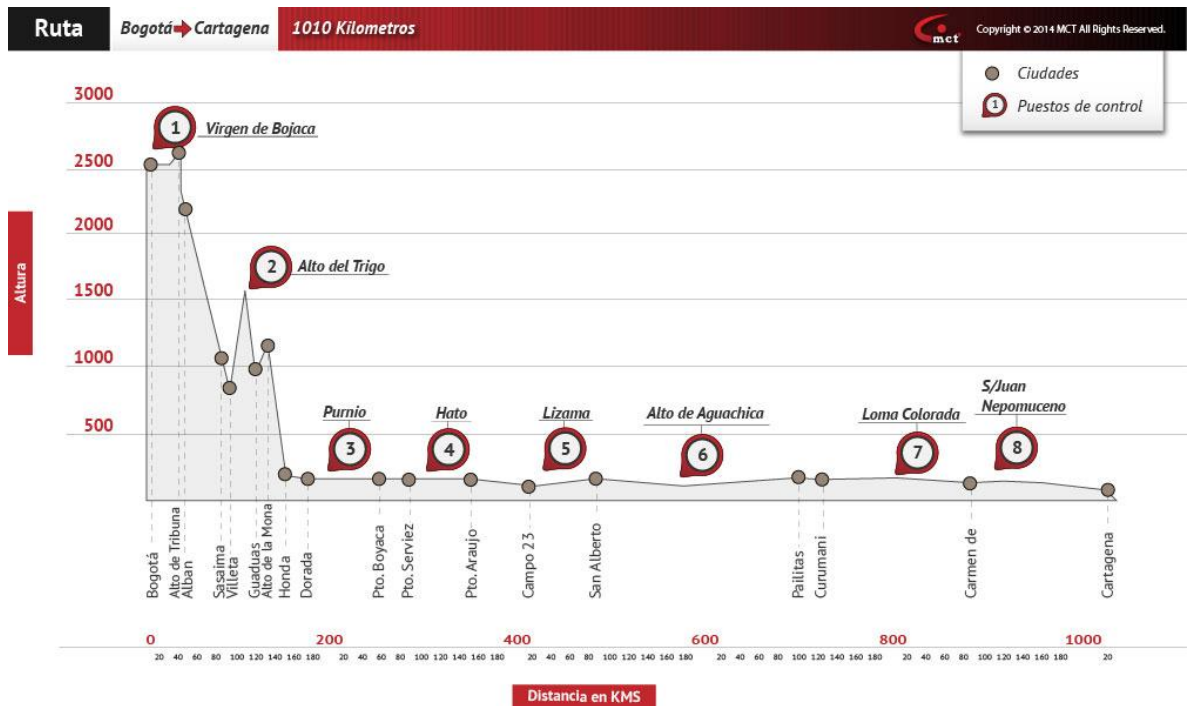 Ruta
Bogotá Cartagena
1010 Kilometros
mct
Copyright © 2014 MCT All Rights Reserved.
Ciudades
1 Puestos de control
3000
2500
2000
1500
1000
500
Altura
1 Virgen de Bojaca
2 Alto del Trigo
Purnio
3
Hato
4
Lizama
5
Alto de Aguachica
6
Loma Colorada
7
S/Juan
Nepomuceno
8
Bogotá
Alto de Tribuna
Alban
Sasaima
Villeta
Guaduas
Alto de la Mona
Honda
Dorada
Pto. Boyaca
Pto. Serviez
Pto. Araujo
Campo 23
San Alberto
Pailitas
Curumani
Carmen de
Cartagena
0 200 400 600 800 1000
20 40 60 80 100 120 140 160 180 20 40 60 80 100 120 140 160 180 20 40 60 80 100 120 140 160 180 20 40 60 80 100 120 140 160 180 20 40 60 80 100 120 140 160 180 20
Distancia en KMS